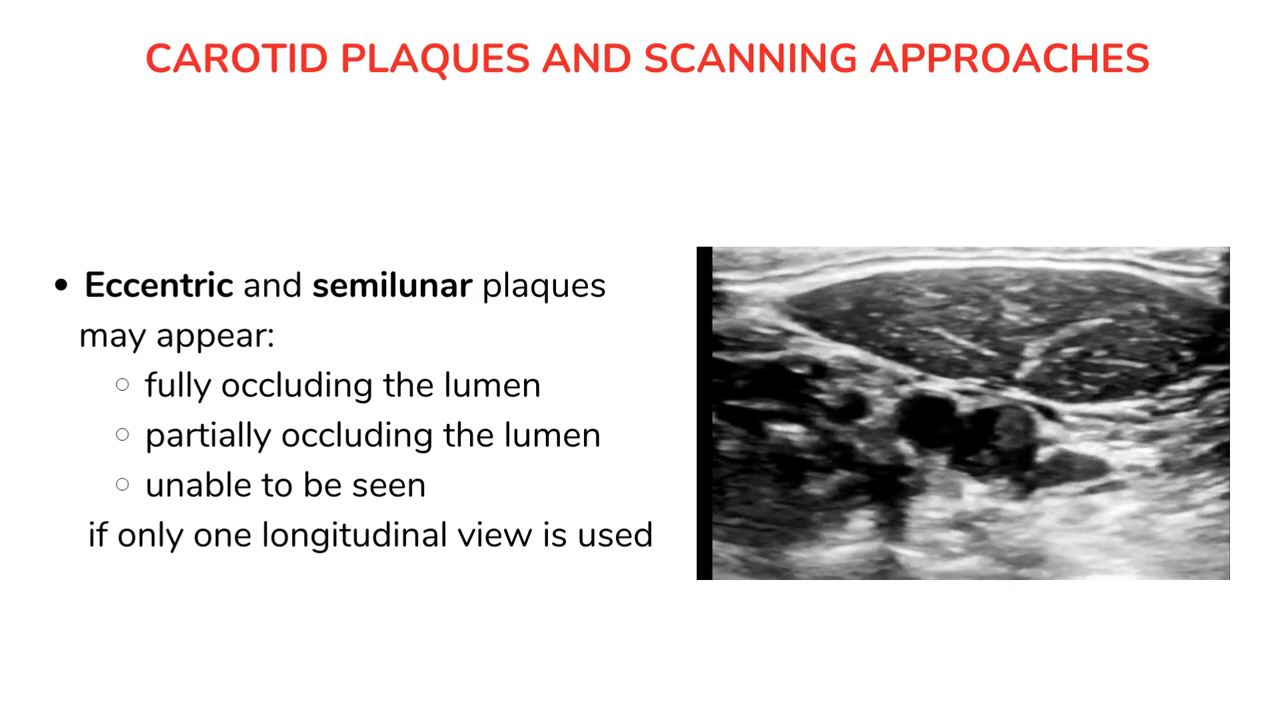 CAROTID PLAQUES AND SCANNING APPROACHES
• Eccentric and semilunar plaques
may appear:
○ fully occluding the lumen
○ partially occluding the lumen
○ unable to be seen
if only one longitudinal view is used